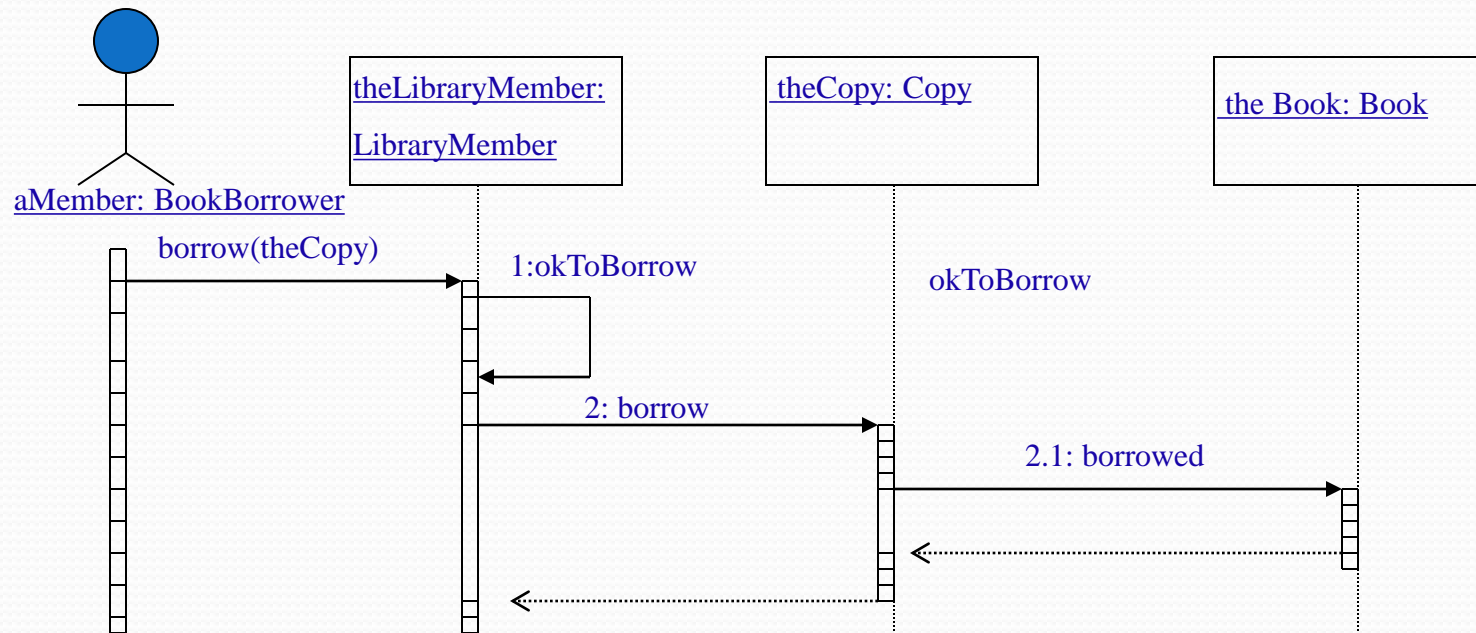 theLibraryMember:
LibraryMember
theCopy: Copy
the Book: Book
aMember: BookBorrower
borrow(theCopy)
1:okToBorrow
okToBorrow
2: borrow
2.1: borrowed